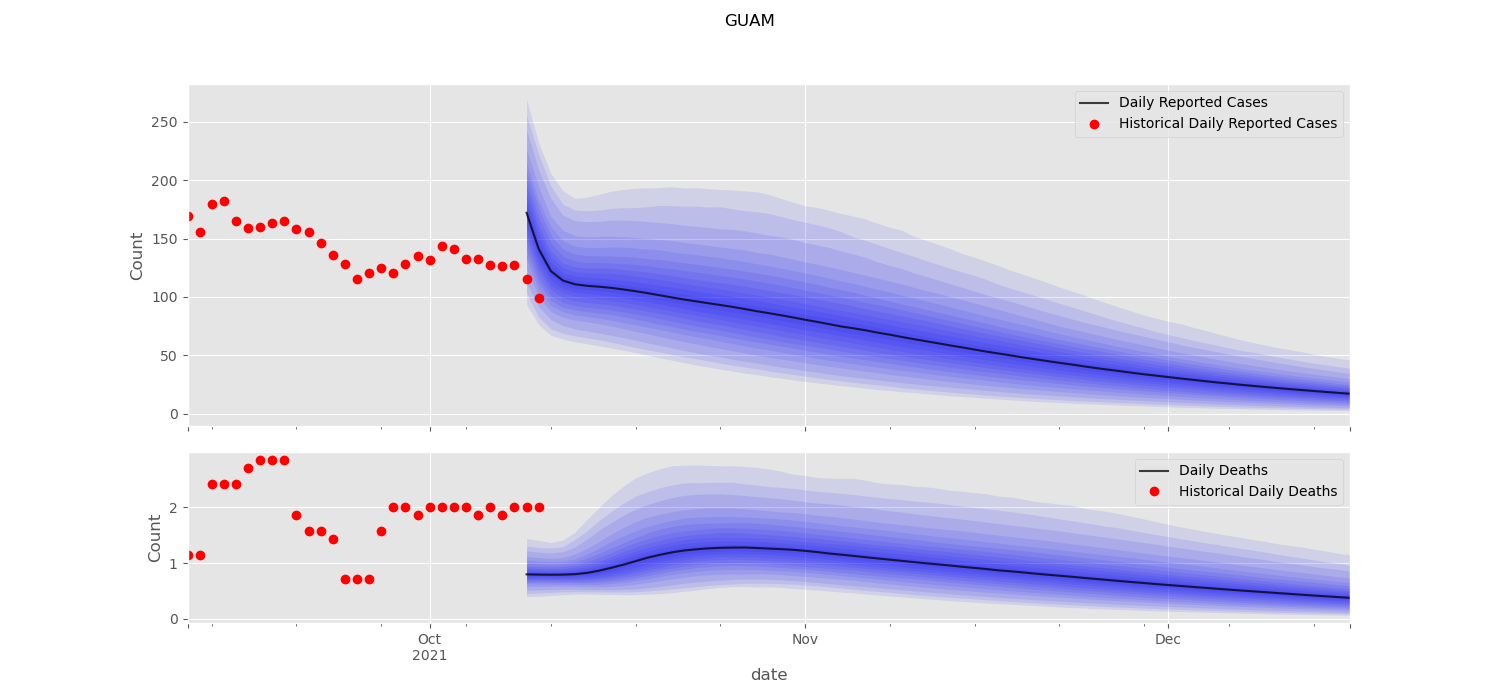 GUAM
Daily Reported Cases
Historical Daily Reported Cases
250
200
150
100
50
0
Count
Daily Deaths
Historical Daily Deaths
2
1
0
Count
Oct
2021
Nov
Dec
date